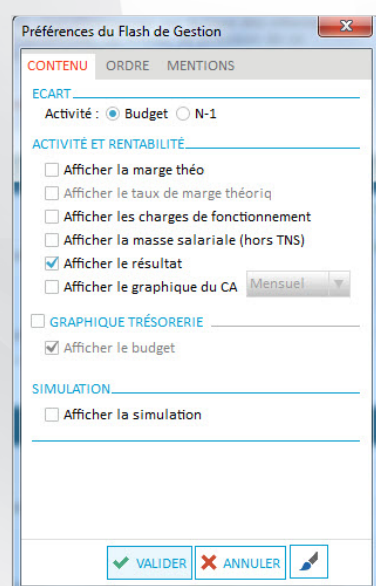 Préférences du Flash de Gestion
CONTENU ORDRE MENTIONS
ECART
Activité : Budget N-1
ACTIVITÉ ET RENTABILITÉ
Afficher la marge théo
Afficher le taux de marge théoriq
Afficher les charges de fonctionnement
Afficher la masse salariale (hors TNS)
Afficher le résultat
Afficher le graphique du CA Mensuel
GRAPHIQUE TRÉSORERIE
Afficher le budget
SIMULATION
Afficher la simulation
VALIDER ANNULER